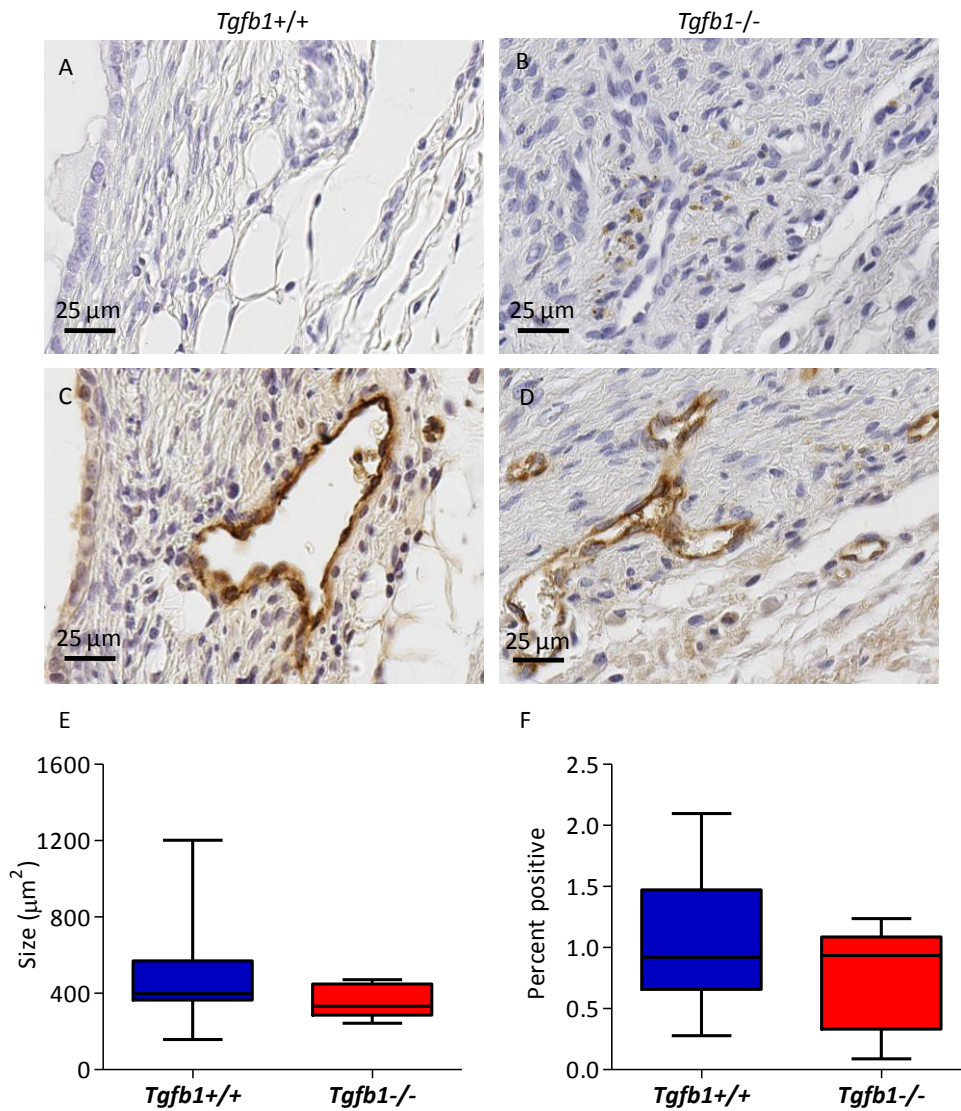 Tgfb1+/+ Tgfb1-/-
A B
25 µm 25 µm
C D
25 µm 25 µm
E F
1600 2.5
1200 2.0
800 1.5
400 1.0
0 0.5
0.0
Size (µm²) Percent positive
Tgfb1+/+ Tgfb1-/- Tgfb1+/+ Tgfb1-/-